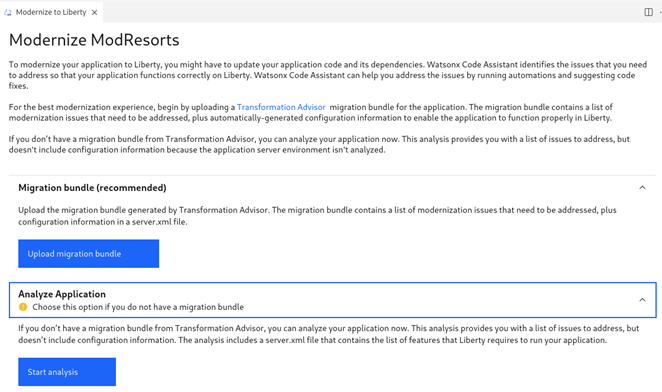 Modernize to Liberty
Modernize ModResorts
To modernize your application to Liberty, you might have to update your application code and its dependencies. Watsonx Code Assistant identifies the issues that you need
to address so that your application functions correctly on Liberty. Watsonx Code Assistant can help you address the issues by running automations and suggesting code
fixes.
For the best modernization experience, begin by uploading a Transformation Advisor migration bundle for the application. The migration bundle contains a list of
modernization issues that need to be addressed, plus automatically-generated configuration information to enable the application to function properly in Liberty.
If you don't have a migration bundle from Transformation Advisor, you can analyze your application now. This analysis provides you with a list of issues to address, but
doesn't include configuration information because the application server environment isn't analyzed.
Migration bundle (recommended)
Upload the migration bundle generated by Transformation Advisor. The migration bundle contains a list of modernization issues that need to be addressed, plus
configuration information in a server.xml file.
Upload migration bundle
Analyze Application
Choose this option if you do not have a migration bundle
If you don't have a migration bundle from Transformation Advisor, you can analyze your application now. This analysis provides you with a list of issues to address, but
doesn't include configuration information. The analysis includes a server.xml file that contains the list of features that Liberty requires to run your application.
Start analysis